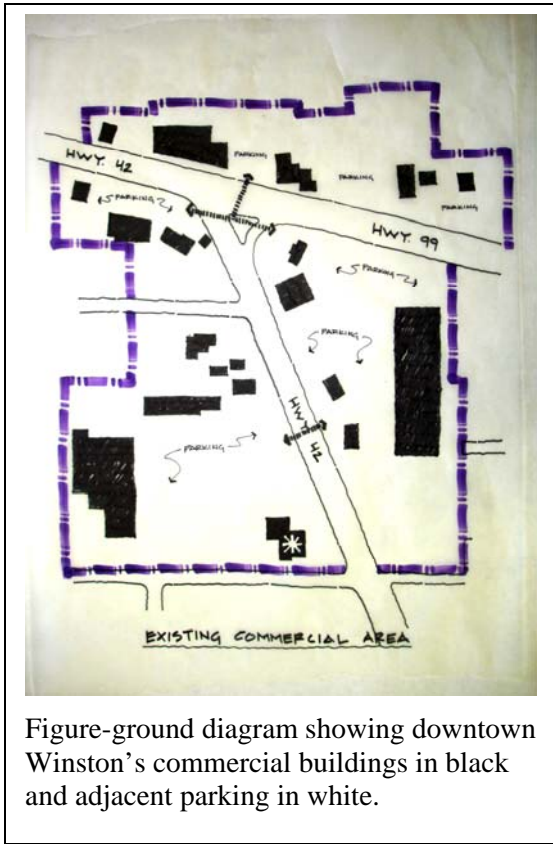 HWY. 42
PARKING
PARKING
PARKING
HWY. 99
PARKING
PARKING
PARKING
PARKING
HWY. 42
EXISTING COMMERCIAL AREA
Figure-ground diagram showing downtown
Winston’s commercial buildings in black
and adjacent parking in white.